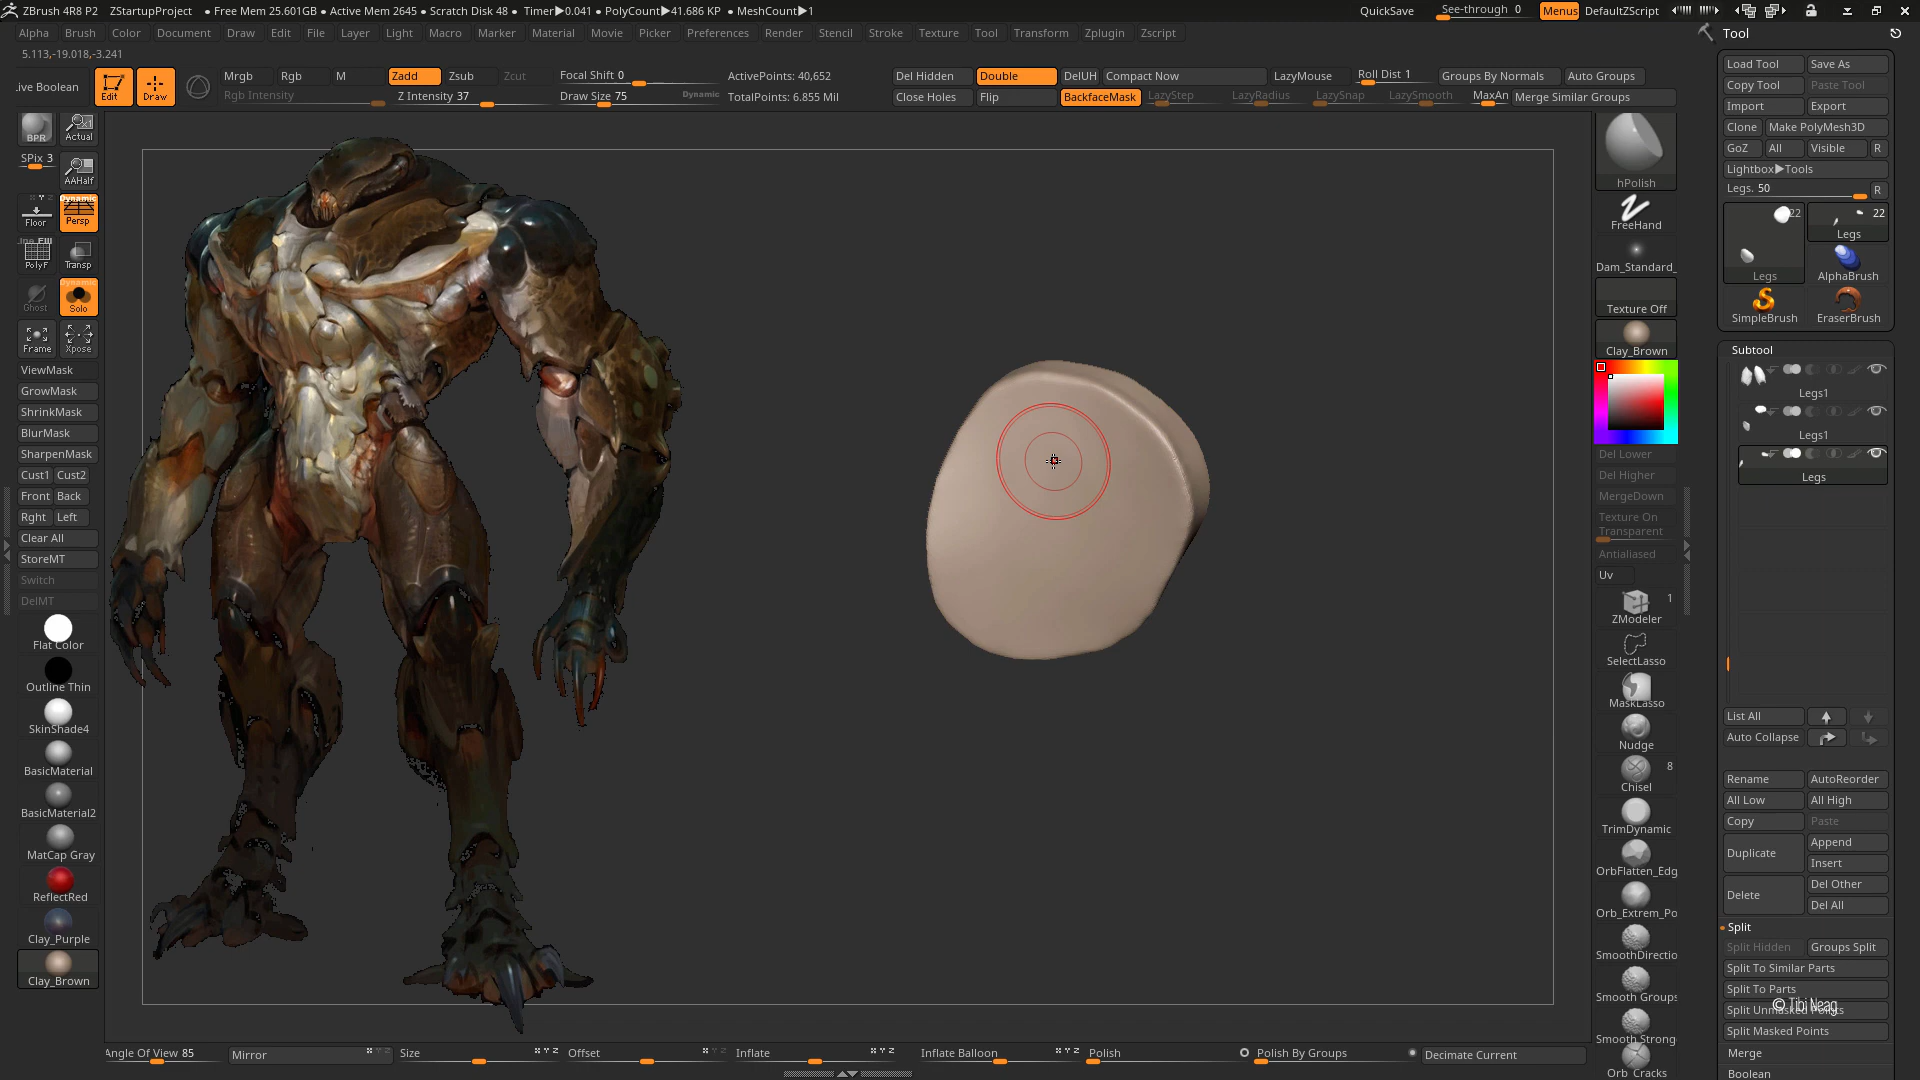 ZBrush 4R8 P2 ZStartupProject • Free Mem 25.601GB • Active Mem 2645 • Scratch Disk 48 • Timer▶0.041 • PolyCount▶41.686 KP • MeshCount▶1 QuickSave See-through 0 Menus DefaultZScript
Alpha Brush Color Document Draw Edit File Layer Light Macro Marker Material Movie Picker Preferences Render Stencil Stroke Texture Tool Transform Zplugin Zscript
5.113,-19.018,-3.241
ive Boolean Edit Draw
Mrgb Rgb M Zadd Zsub Zcut Focal Shift 0 ActivePoints: 40,652 Del Hidden Double DelUH Compact Now LazyMouse Roll Dist 1 Groups By Normals Auto Groups
Rgb Intensity Z Intensity 37 Draw Size 75 Dynamic TotalPoints: 6.855 Mil Close Holes Flip BackfaceMask LazyStep LazyRadius LazySnap LazySmooth MaxAn Merge Similar Groups
BPR Actual
SPix 3 AAHalf
Floor Dynamic Persp
PolyF Transp
Ghost Dynamic Solo
Frame Xpose
ViewMask
GrowMask
ShrinkMask
BlurMask
SharpenMask
Cust1 Cust2
Front Back
Rght Left
Clear All
StoreMT
Switch
DelMT
Flat Color
Outline Thin
SkinShade4
BasicMaterial
BasicMaterial2
MatCap Gray
ReflectRed
Clay_Purple
Clay_Brown
hPolish
FreeHand
Dam_Standard_
Texture Off
Clay_Brown
Del Lower
Del Higher
MergeDown
Texture On
Transparent
Antialiased
Uv
1
ZModeler
SelectLasso
MaskLasso
Nudge
8
Chisel
TrimDynamic
OrbFlatten_Edg
Orb_Extrem_Po
SmoothDirectio
Smooth Groups
Smooth Strong
Orb_Cracks
Tool
Load Tool Save As
Copy Tool Paste Tool
Import Export
Clone Make PolyMesh3D
GoZ All Visible R
Lightbox▶Tools
Legs. 50 R
22 22
Legs
Legs AlphaBrush
SimpleBrush EraserBrush
Subtool
Legs1
Legs1
Legs
List All
Auto Collapse
Rename AutoReorder
All Low All High
Copy Paste
Duplicate Append
Insert
Delete Del Other
Del All
Split
Split Hidden Groups Split
Split To Similar Parts
Split To Parts
© Tibi Neag
Split Unmasked Points
Split Masked Points
Merge
Boolean
Angle Of View 85 Mirror Size Offset Inflate Inflate Balloon Polish Polish By Groups Decimate Current